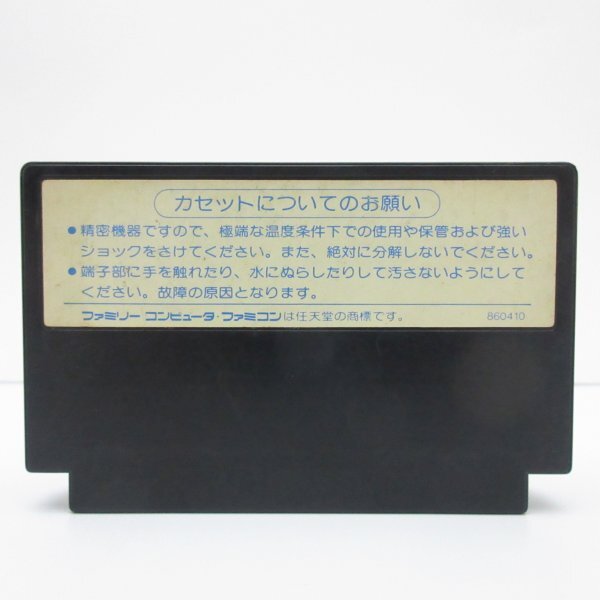 カセットについてのお願い
●精密機器ですので、極端な温度条件下での使用や保管および強い
ショックをさけてください。また、絶対に分解しないでください。
●端子部に手を触れたり、水にぬらしたりして汚さないようにして
ください。故障の原因となります。
ファミリー コンピュータ・ファミコンは任天堂の商標です。 860410